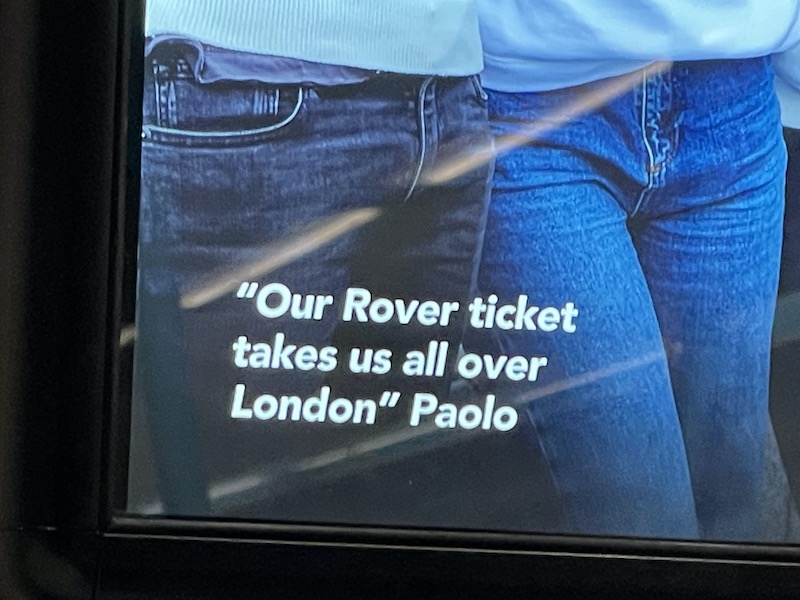 “Our Rover ticket
takes us all over
London” Paolo